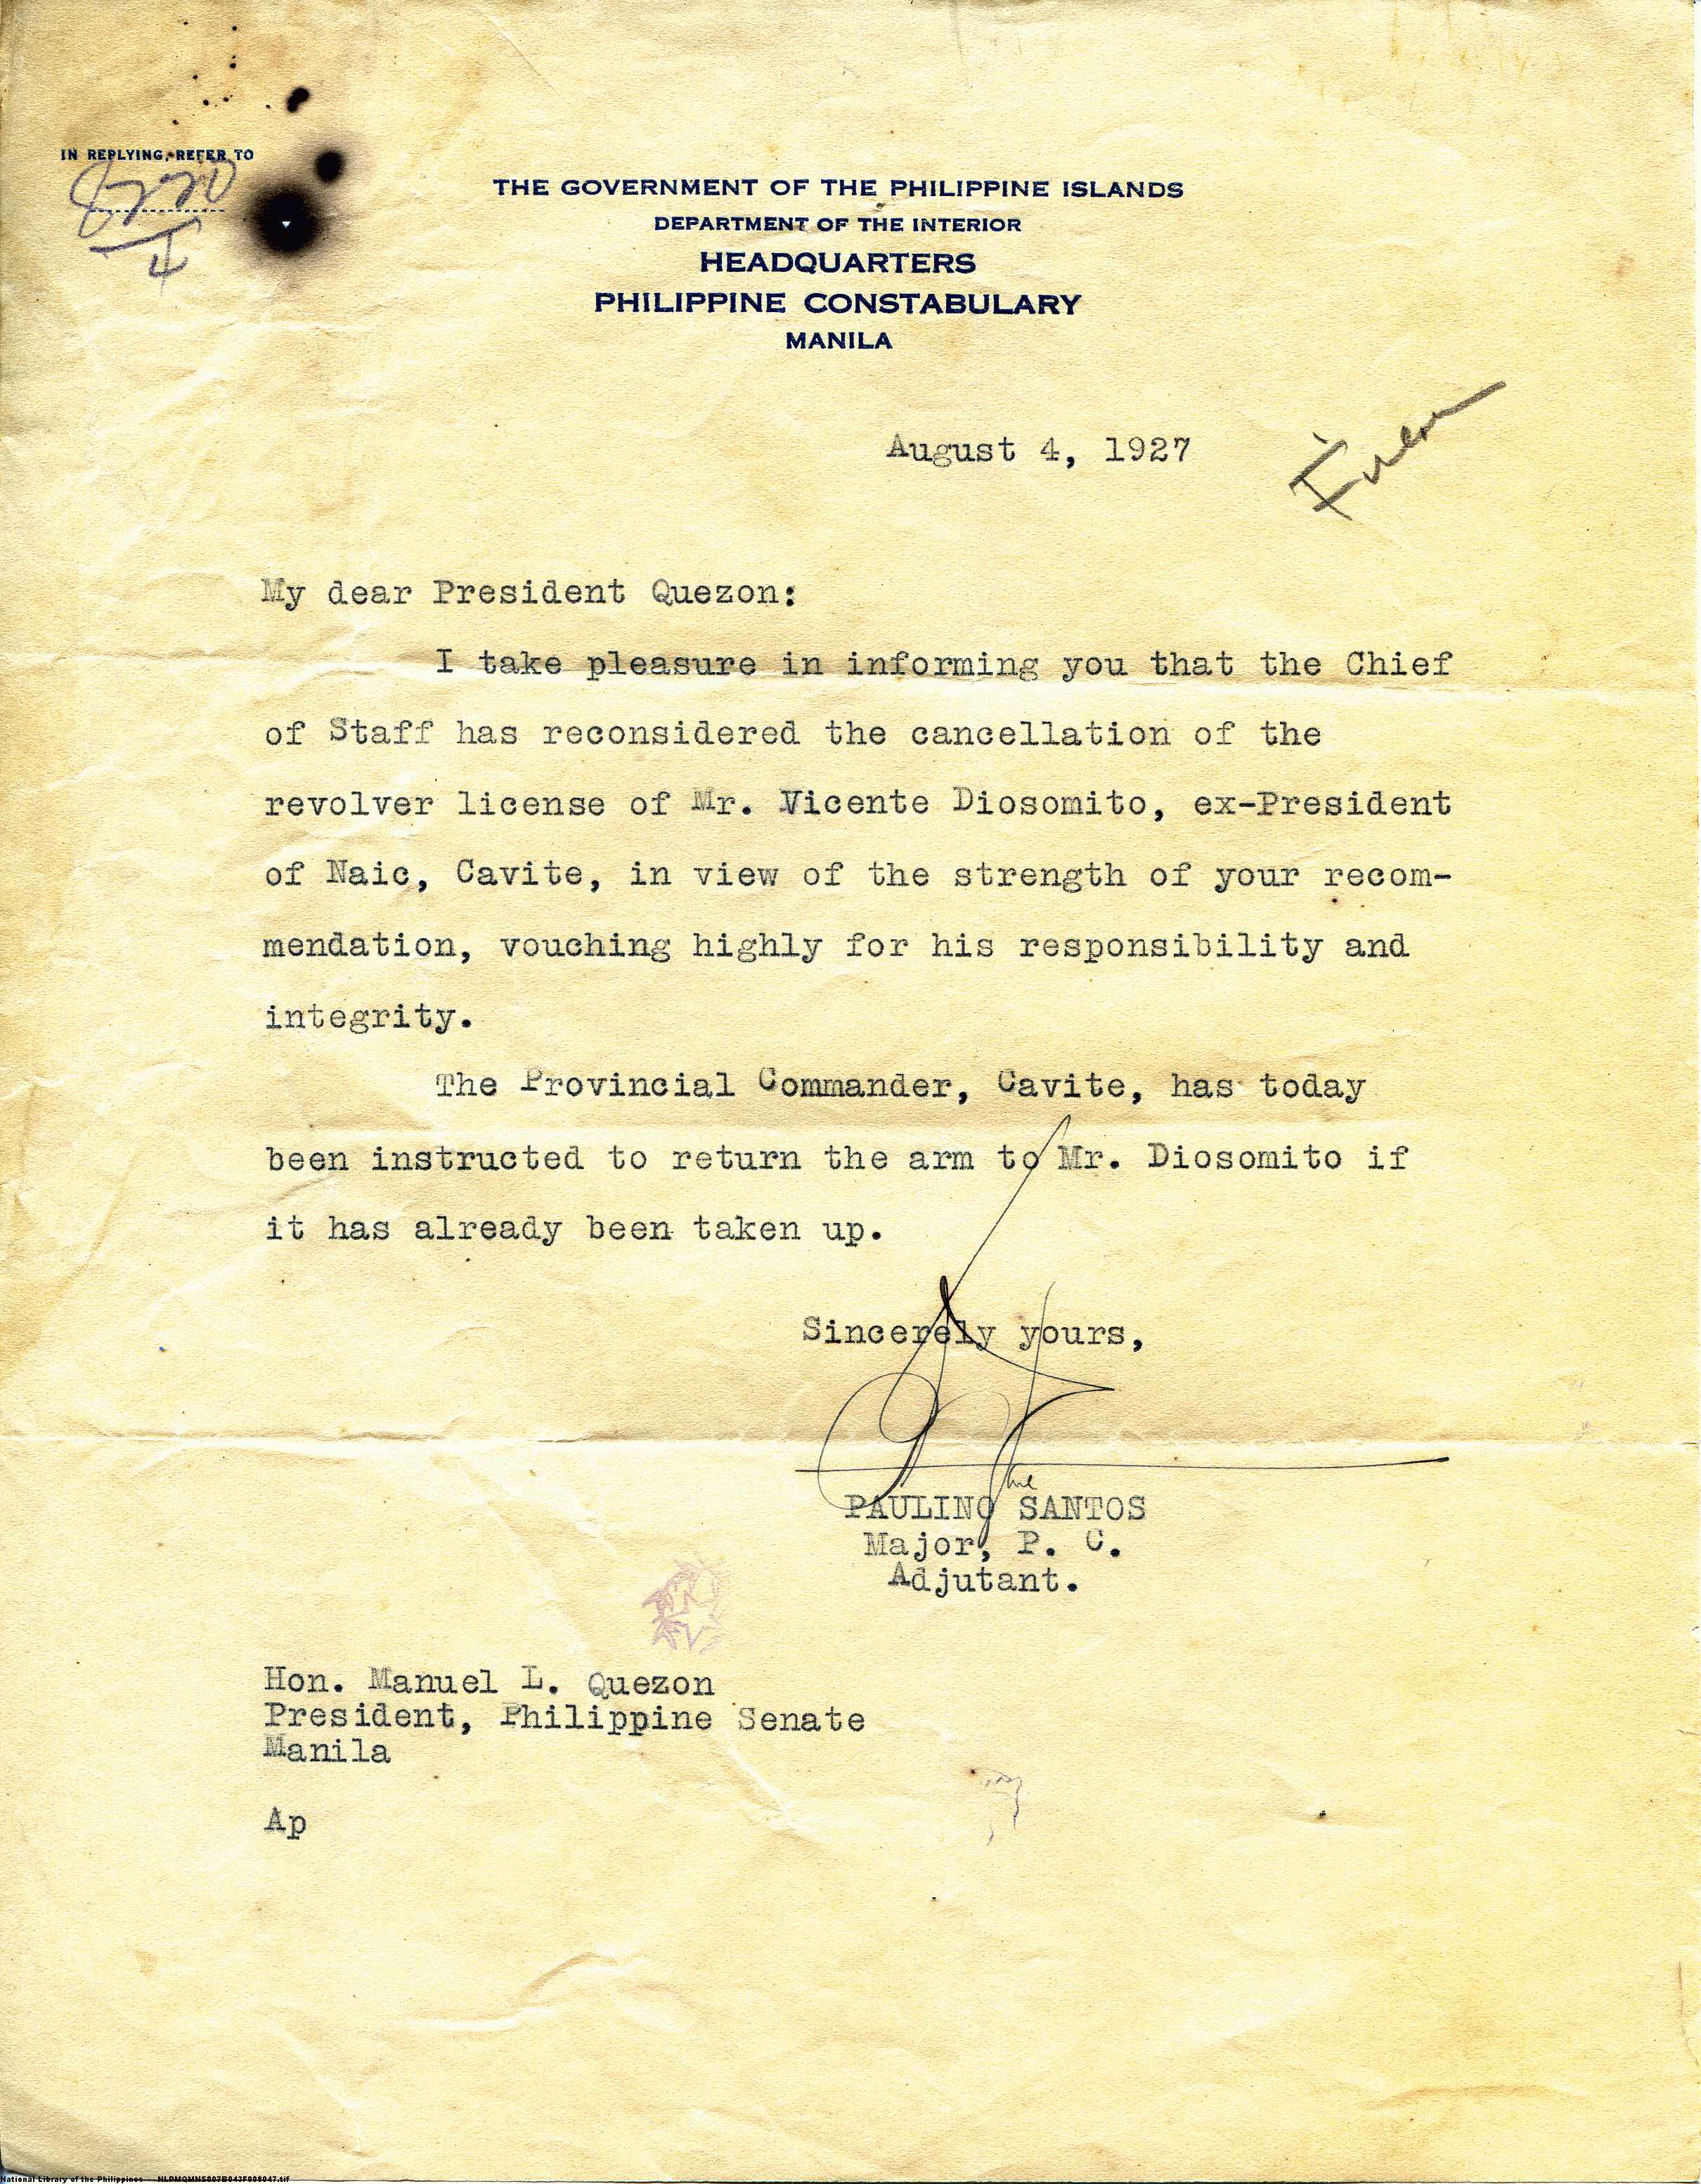 IN REPLYING, REFER TO
THE GOVERNMENT OF THE PHILIPPINE ISLANDS
DEPARTMENT OF THE INTERIOR
HEADQUARTERS
PHILIPPINE CONSTABULARY
MANILA
August 4, 1927
My dear President Quezon:
I take pleasure in informing you that the Chief
of Staff has reconsidered the cancellation of the
revolver license of Mr. Vicente Diosomito, ex-President
of Naic, Cavite, in view of the strength of your recom-
mendation, vouching highly for his responsibility and
integrity.
The Provincial Commander, Cavite, has today
been instructed to return the arm to Mr. Diosomito if
it has already been taken up.
Sincerely yours,
PAULINO SANTOS
Major, P. C.
Adjutant.
Hon. Manuel L. Quezon
President, Philippine Senate
Manila
Ap
National Library of the Philippines